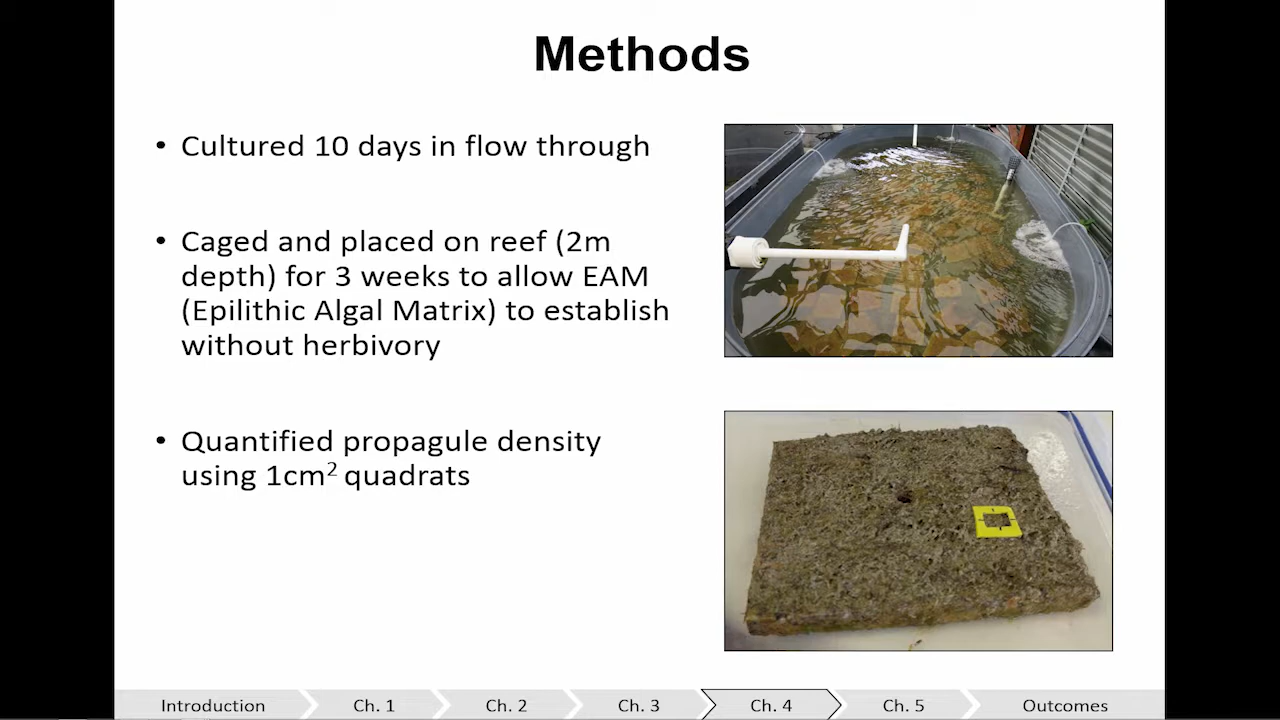 Methods
• Cultured 10 days in flow through
• Caged and placed on reef (2m
depth) for 3 weeks to allow EAM
(Epilithic Algal Matrix) to establish
without herbivory
• Quantified propagule density
using 1cm² quadrats
Introduction
Ch. 1
Ch. 2
Ch. 3
Ch. 4
Ch. 5
Outcomes